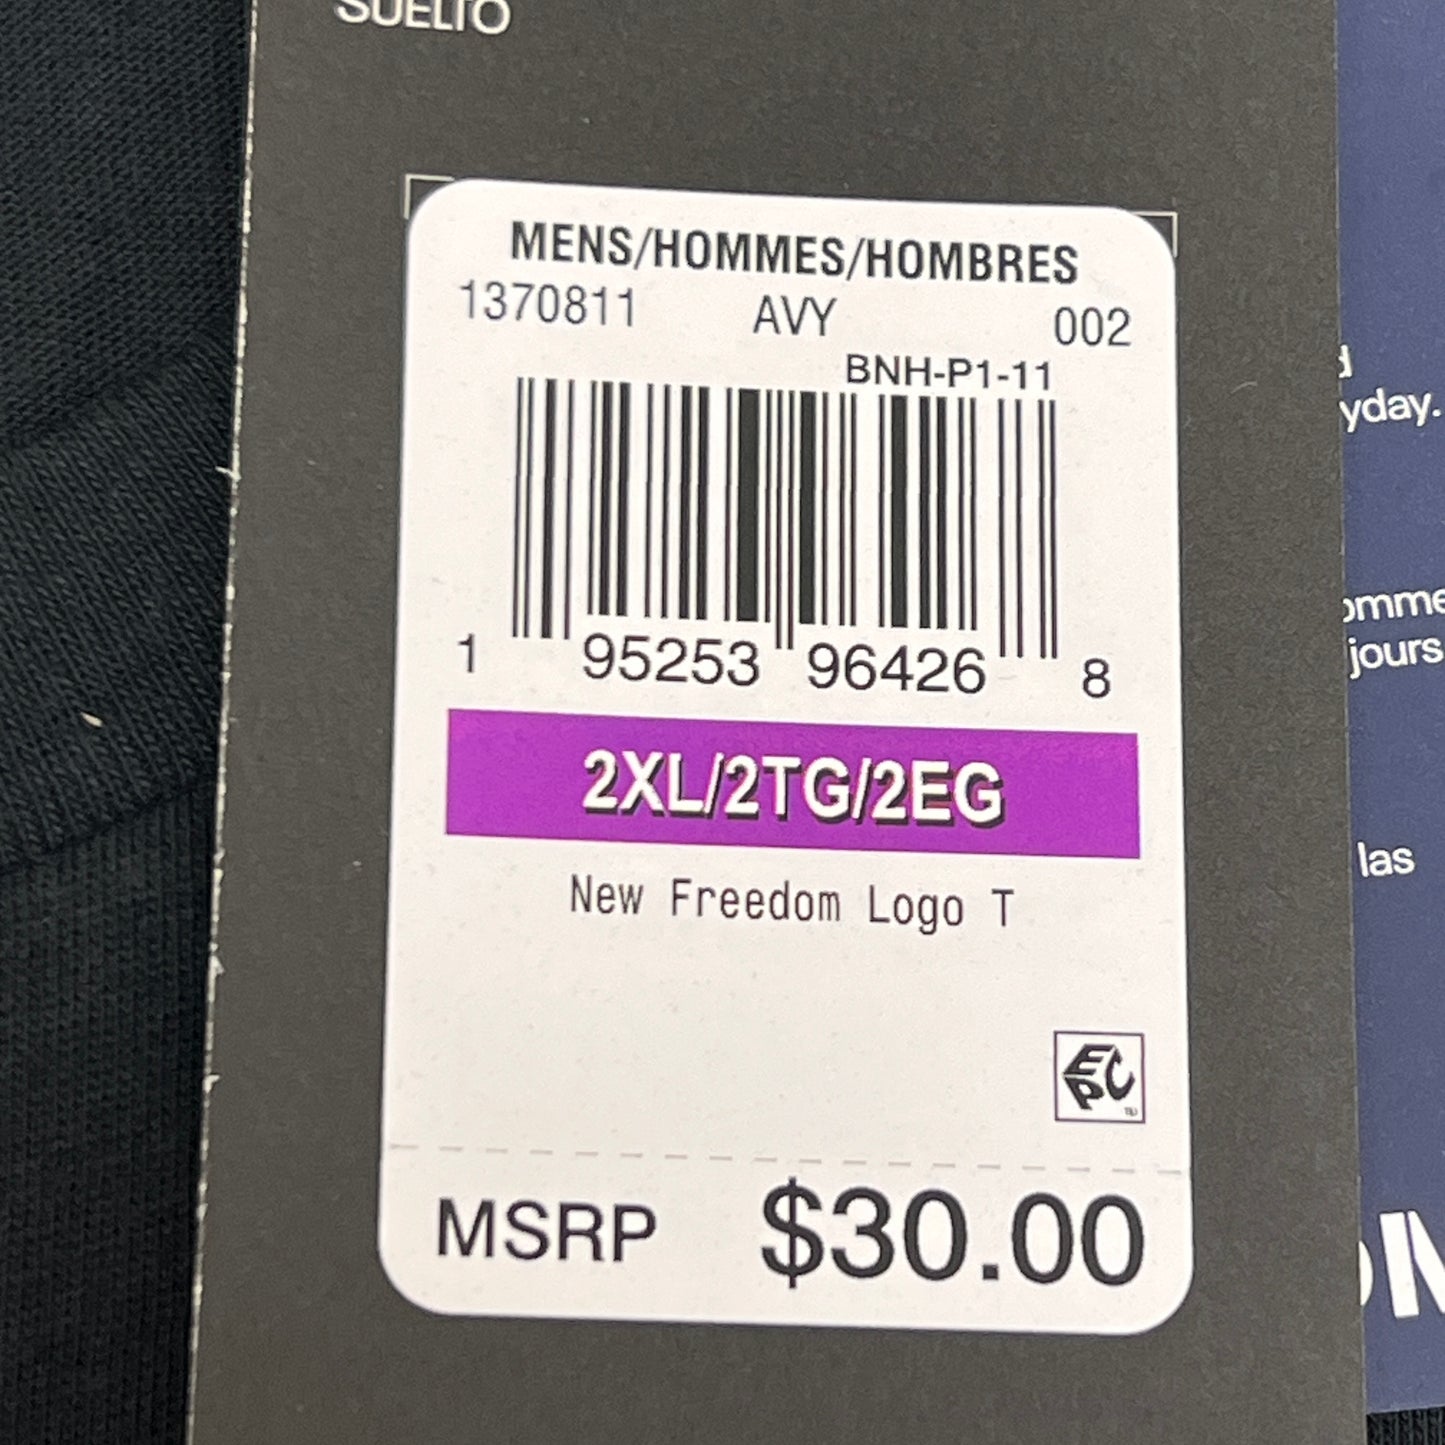 SUELTO
MENS/HOMMES/HOMBRES
1370811 AVY 002
BNH-P1-11
1 95253 96426 8
2XL/2TG/2EG
New Freedom Logo T
EPC
MSRP $30.00
yday.
jours
las